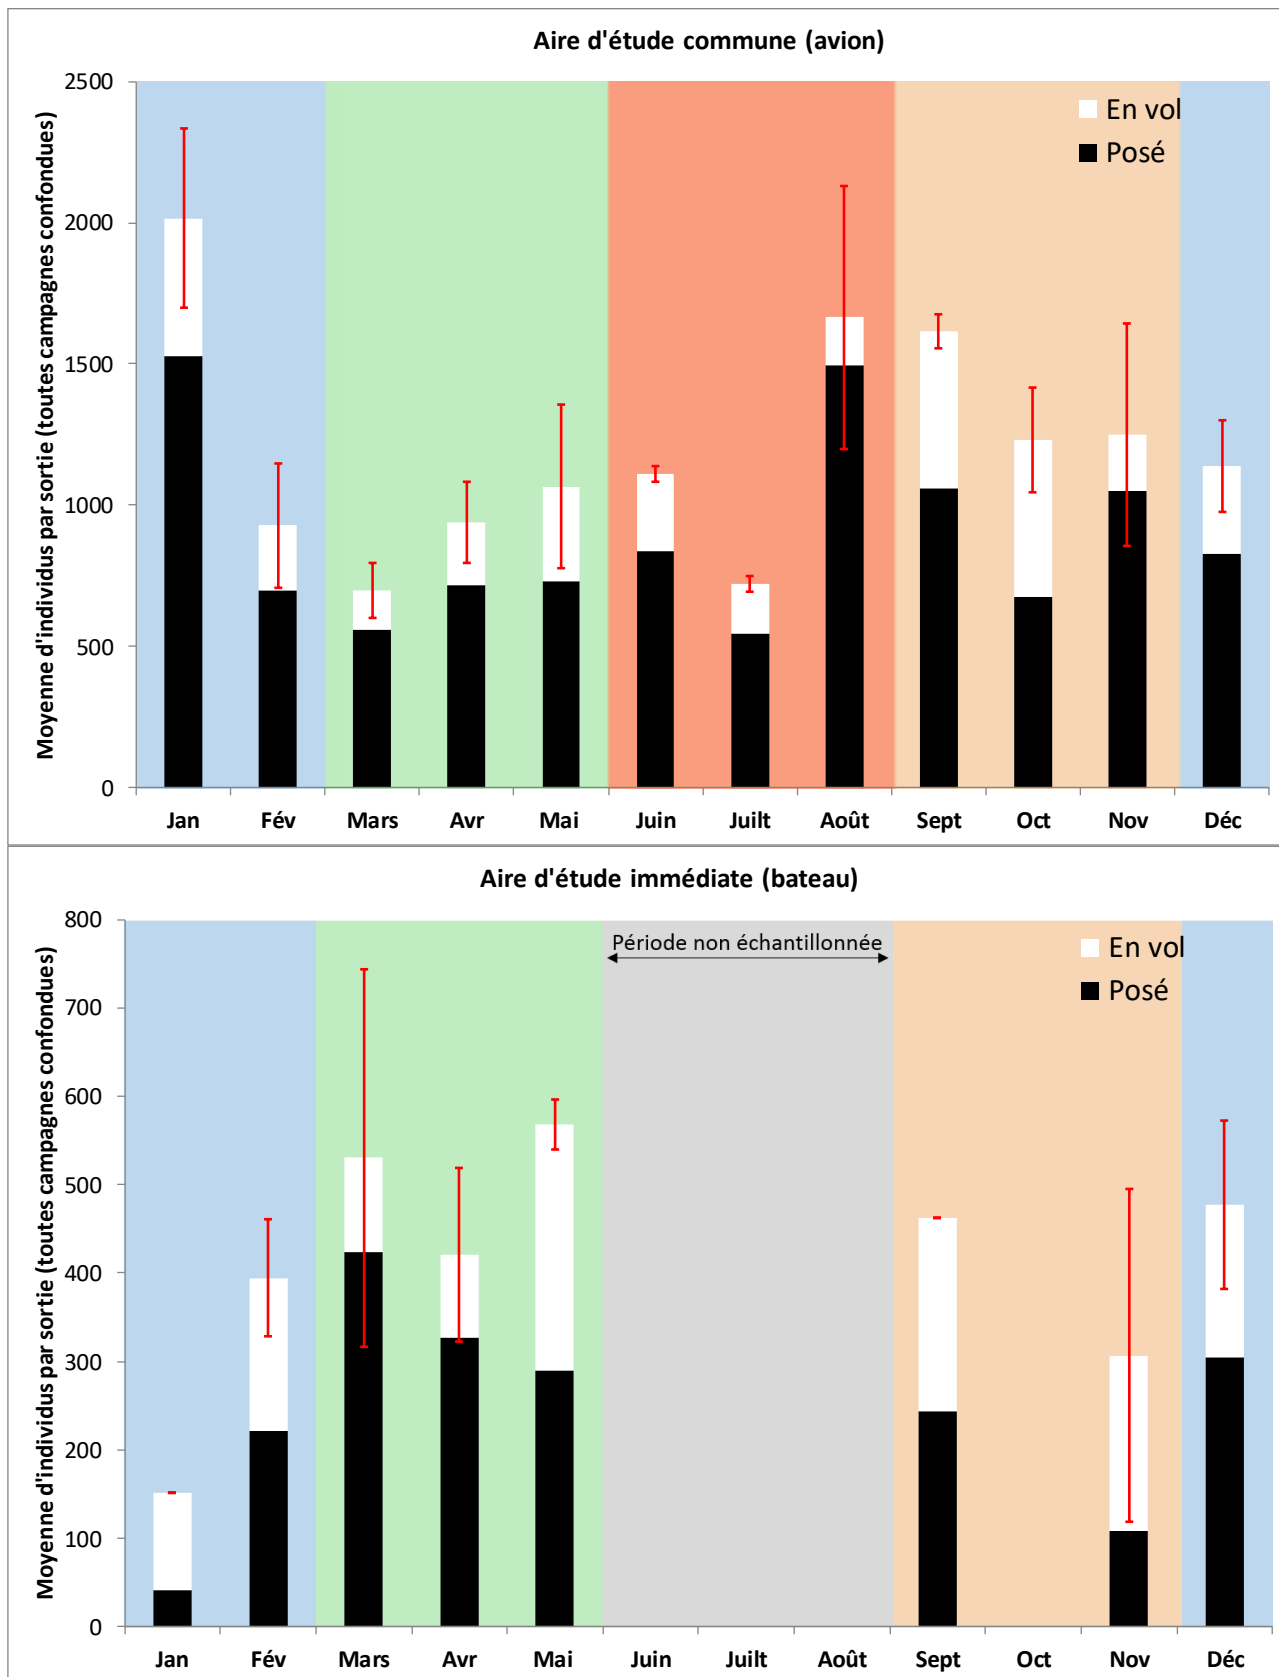 Aire d'étude commune (avion)
Moyenne d'individus par sortie (toutes campagnes confondues)
2500
2000
1500
1000
500
0
En vol
Posé
Jan Fév Mars Avr Mai Juin Juilt Août Sept Oct Nov Déc
Aire d'étude immédiate (bateau)
Moyenne d'individus par sortie (toutes campagnes confondues)
800
700
600
500
400
300
200
100
0
Période non échantillonnée
En vol
Posé
Jan Fév Mars Avr Mai Juin Juilt Août Sept Oct Nov Déc